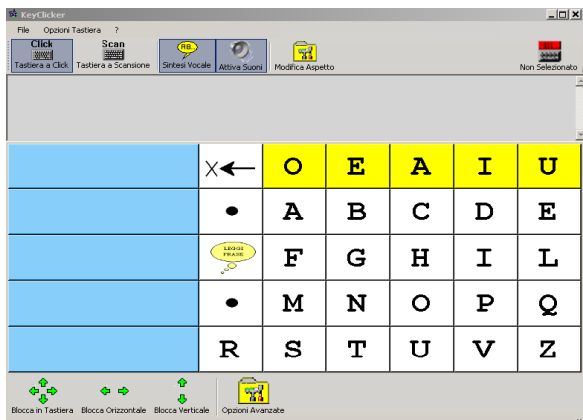 KeyClicker
File Opzioni Tastiera ?
Click Scan AB..
Tastiera a Click Tastiera a Scansione Sintesi Vocale Attiva Suoni Modifica Aspetto Non Selezionato
X O E A I U
A B C D E
LEGGI FRASE F G H I L
M N O P Q
R S T U V Z
Blocca in Tastiera Blocca Orizzontale Blocca Verticale Opzioni Avanzate